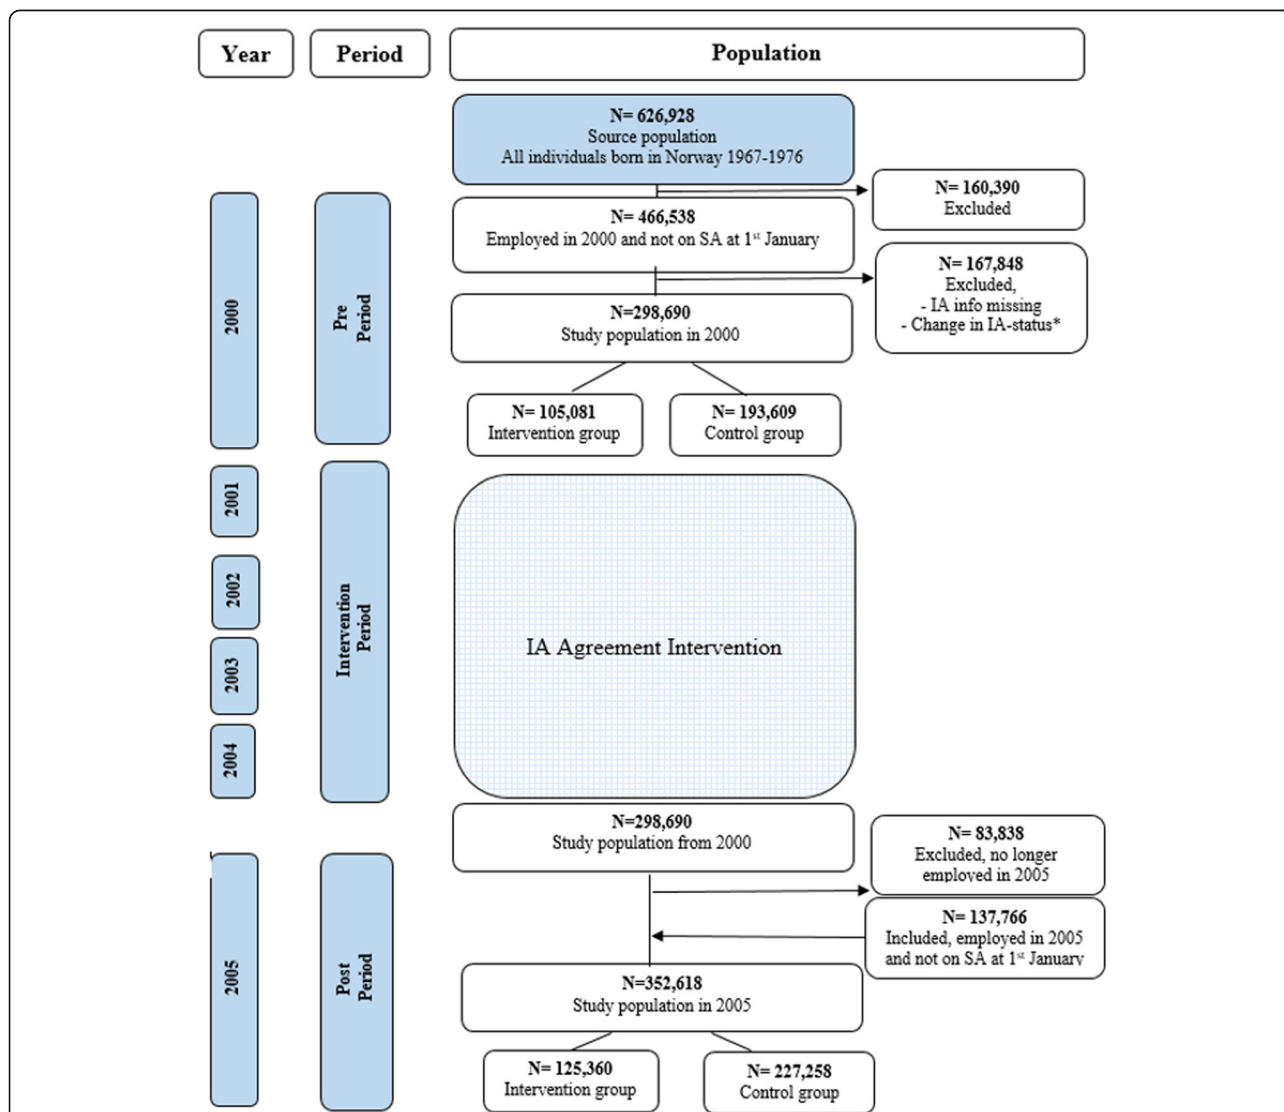 Year
Period
Population
N= 626,928
Source population
All individuals born in Norway 1967-1976
N= 160,390
Excluded
N= 466,538
Employed in 2000 and not on SA at 1st January
N= 167,848
Excluded,
- IA info missing
- Change in IA-status*
2000
Pre
Period
N=298,690
Study population in 2000
N= 105,081
Intervention group
N= 193,609
Control group
2001
2002
2003
2004
Intervention
Period
IA Agreement Intervention
N=298,690
Study population from 2000
N= 83,838
Excluded, no longer
employed in 2005
N= 137,766
Included, employed in 2005
and not on SA at 1st January
2005
Post
Period
N=352,618
Study population in 2005
N= 125,360
Intervention group
N= 227,258
Control group